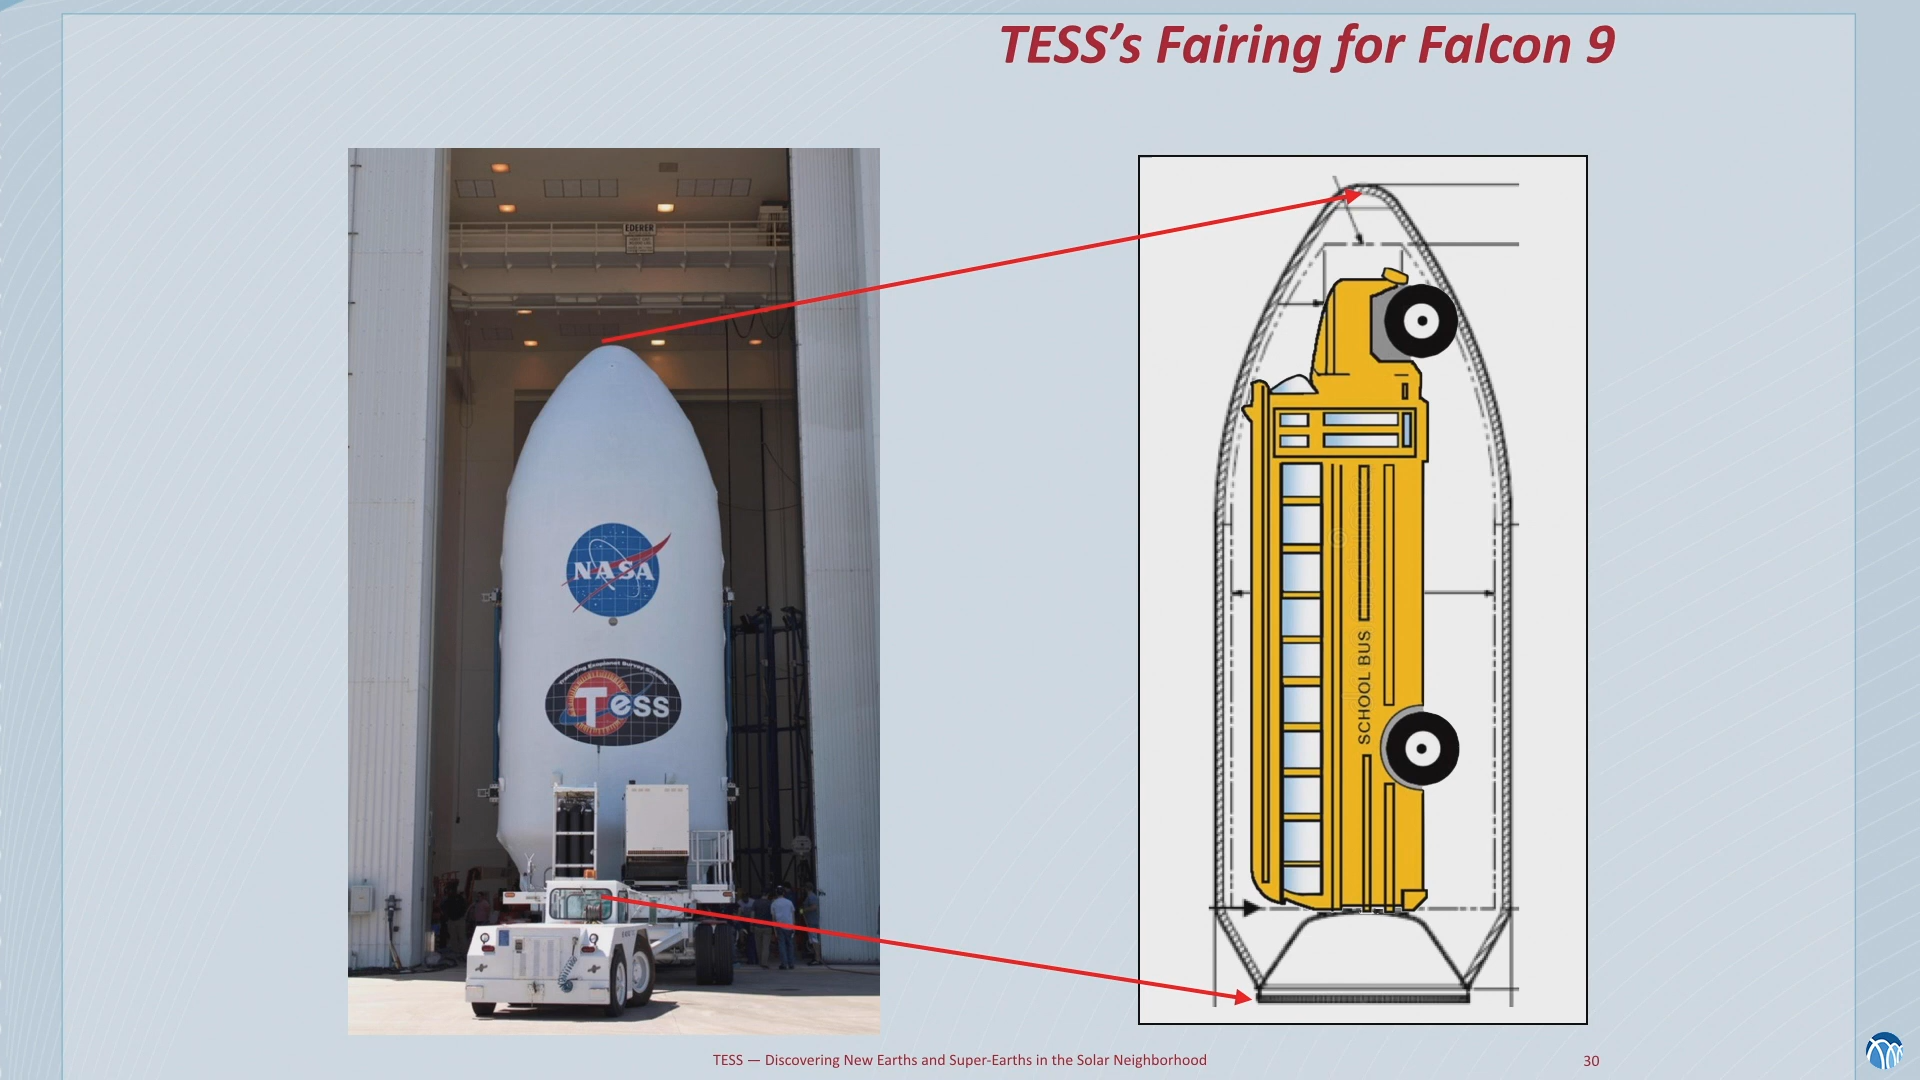 TESS’s Fairing for Falcon 9
EDERER
NASA
Tess
SCHOOL BUS
TESS — Discovering New Earths and Super-Earths in the Solar Neighborhood
30